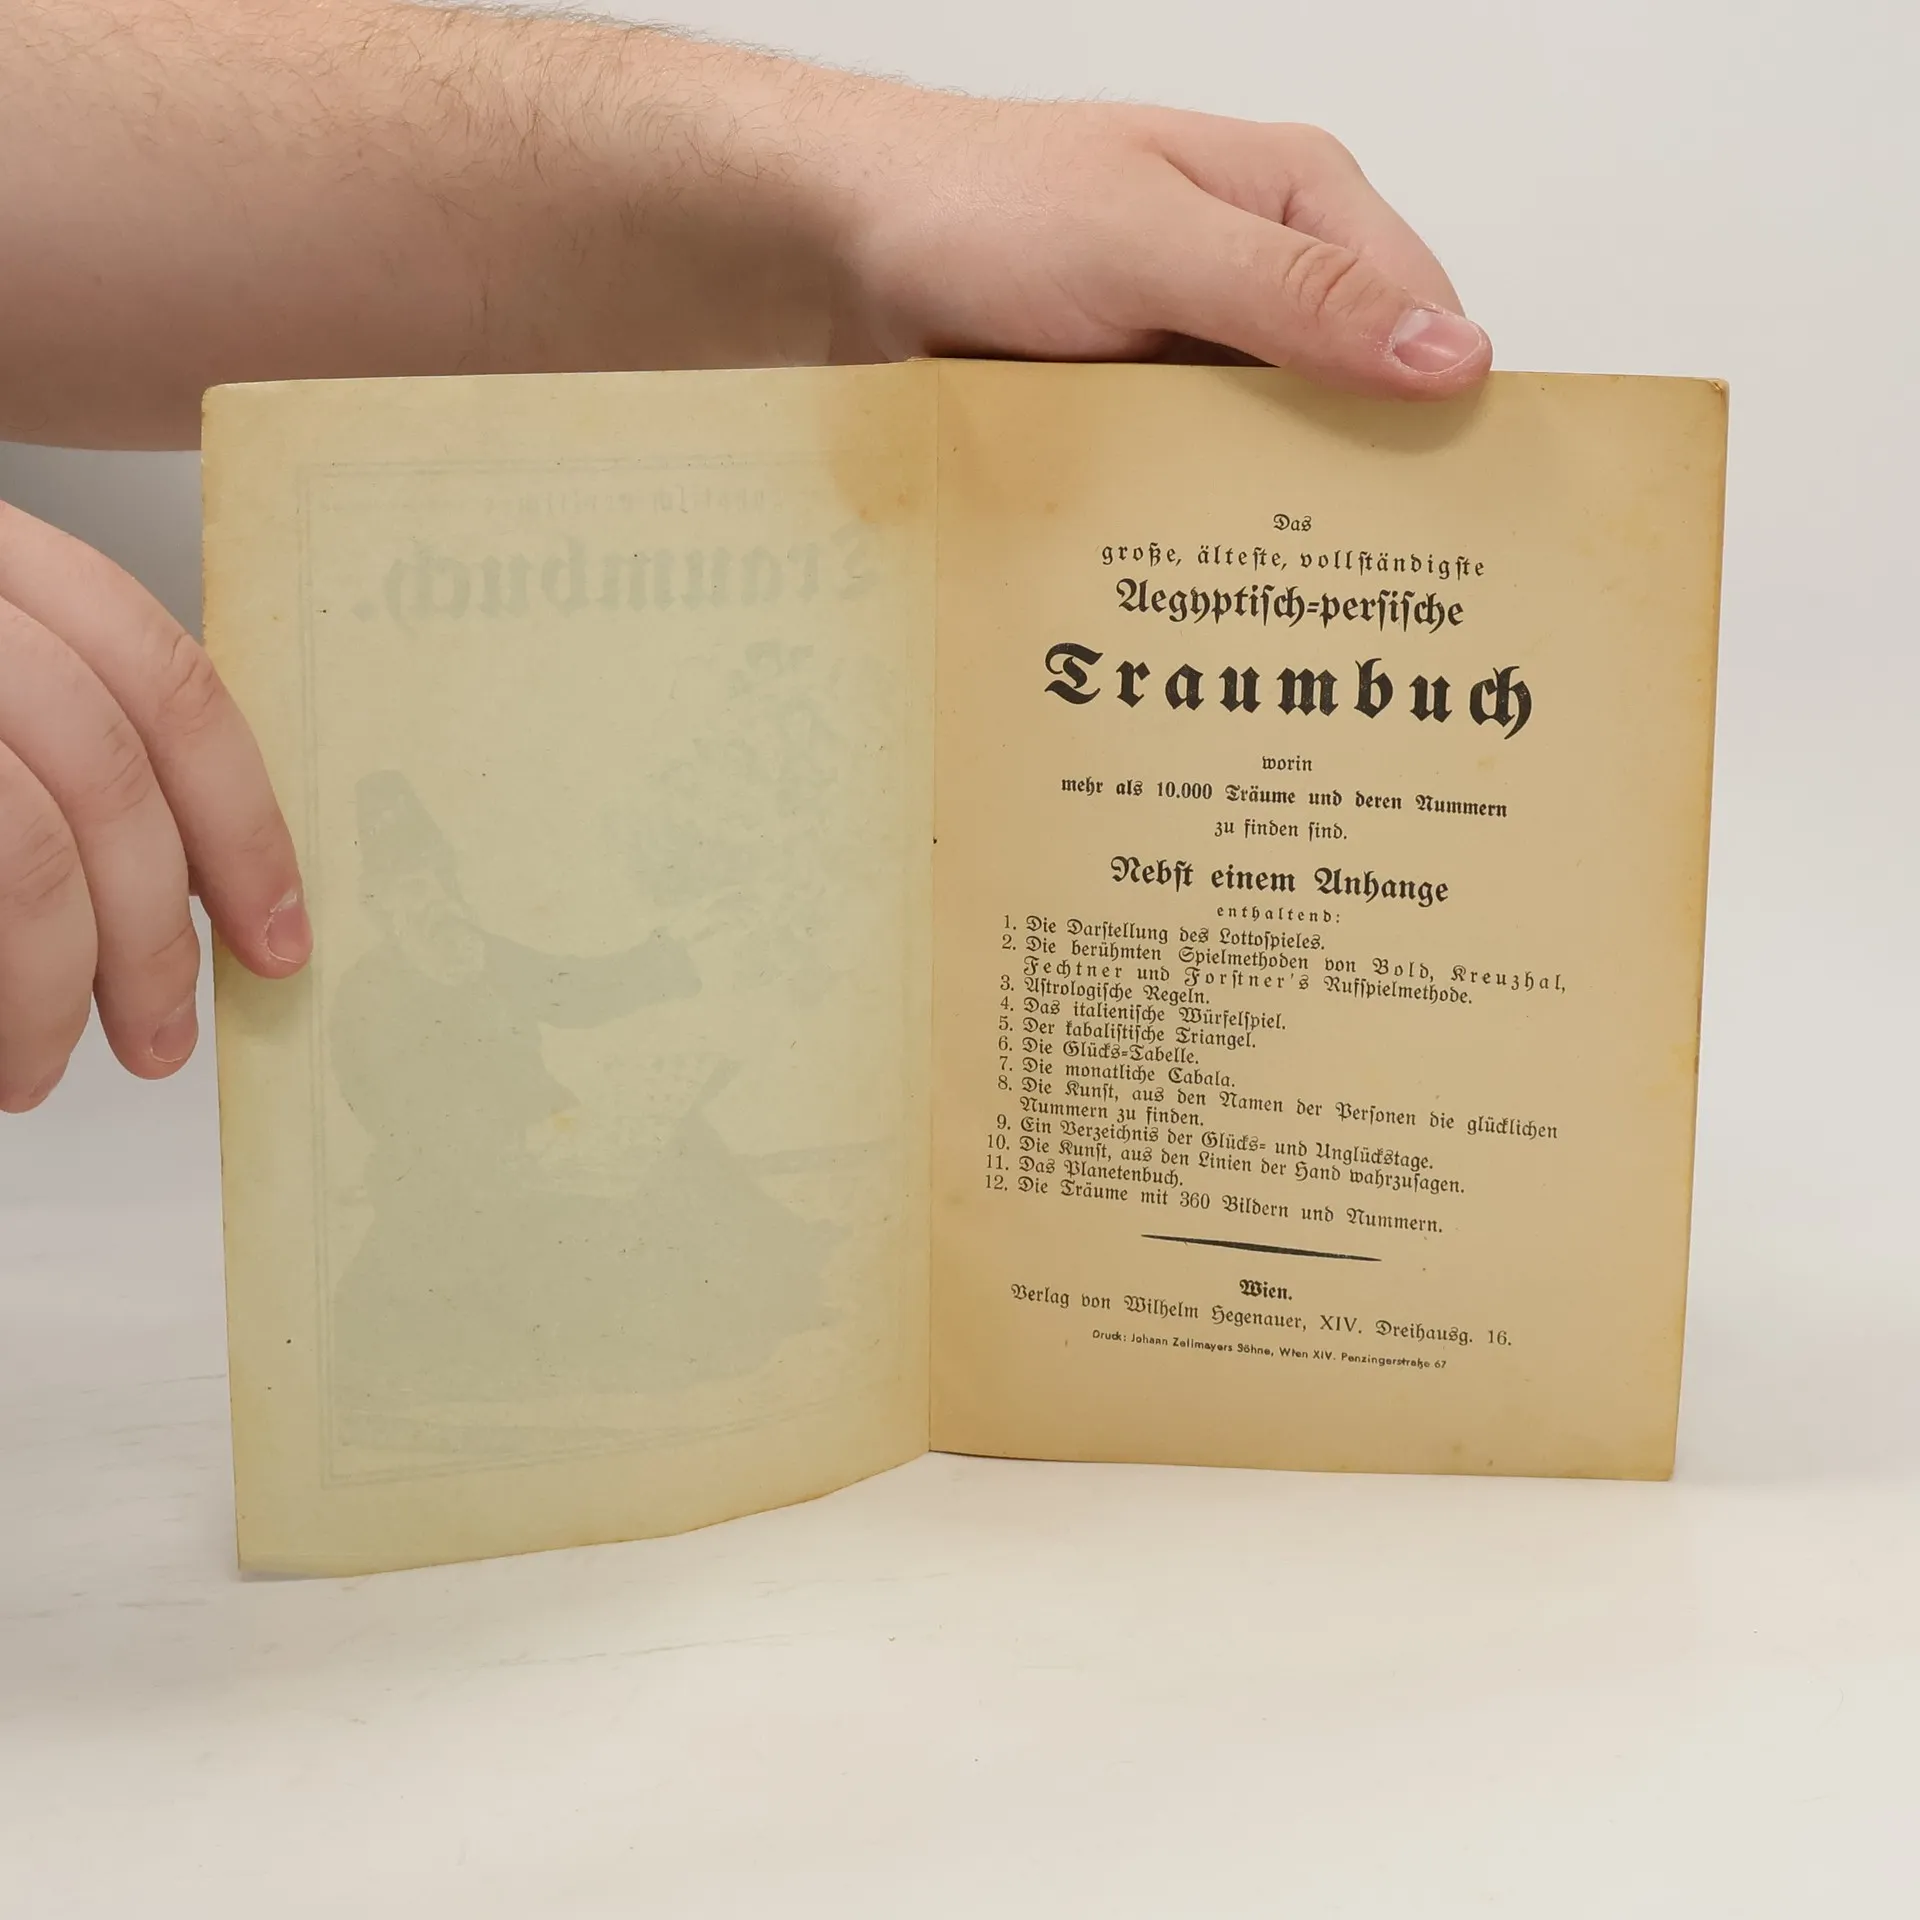 Traumbuch.
Das
große, älteste, vollständigste
Aegyptisch-persische
Traumbuch
worin
mehr als 10.000 Träume und deren Nummern
zu finden sind.
Nebst einem Anhange
enthaltend:
1. Die Darstellung des Lottospieles.
2. Die berühmten Spielmethoden von Bold, Kreuzhal,
Fechtner und Forstner's Rufspielmethode.
3. Astrologische Regeln.
4. Das italienische Würfelspiel.
5. Der kabalistische Triangel.
6. Die Glücks-Tabelle.
7. Die monatliche Cabala.
8. Die Kunst, aus den Namen der Personen die glücklichen
Nummern zu finden.
9. Ein Verzeichnis der Glücks- und Unglückstage.
10. Die Kunst, aus den Linien der Hand wahrzusagen.
11. Das Planetenbuch.
12. Die Träume mit 360 Bildern und Nummern.
Wien.
Verlag von Wilhelm Hegenauer, XIV. Dreihausg. 16.
Druck: Johann Zellmayers Söhne, Wien XIV. Penzingerstraße 67